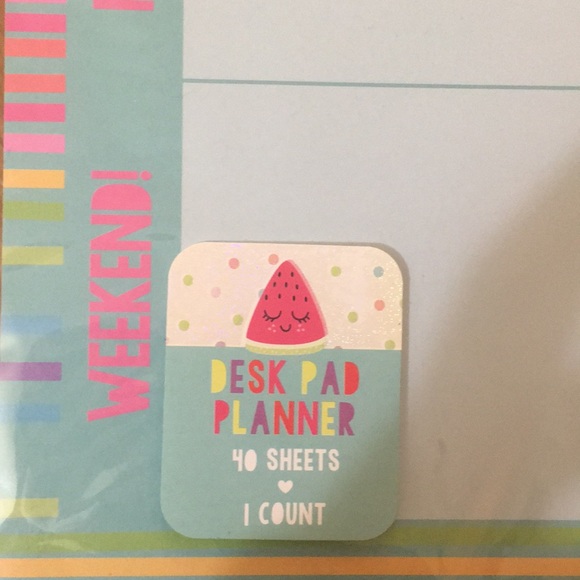 WEEKEND!
DESK PAD
PLANNER
40 SHEETS
1 COUNT